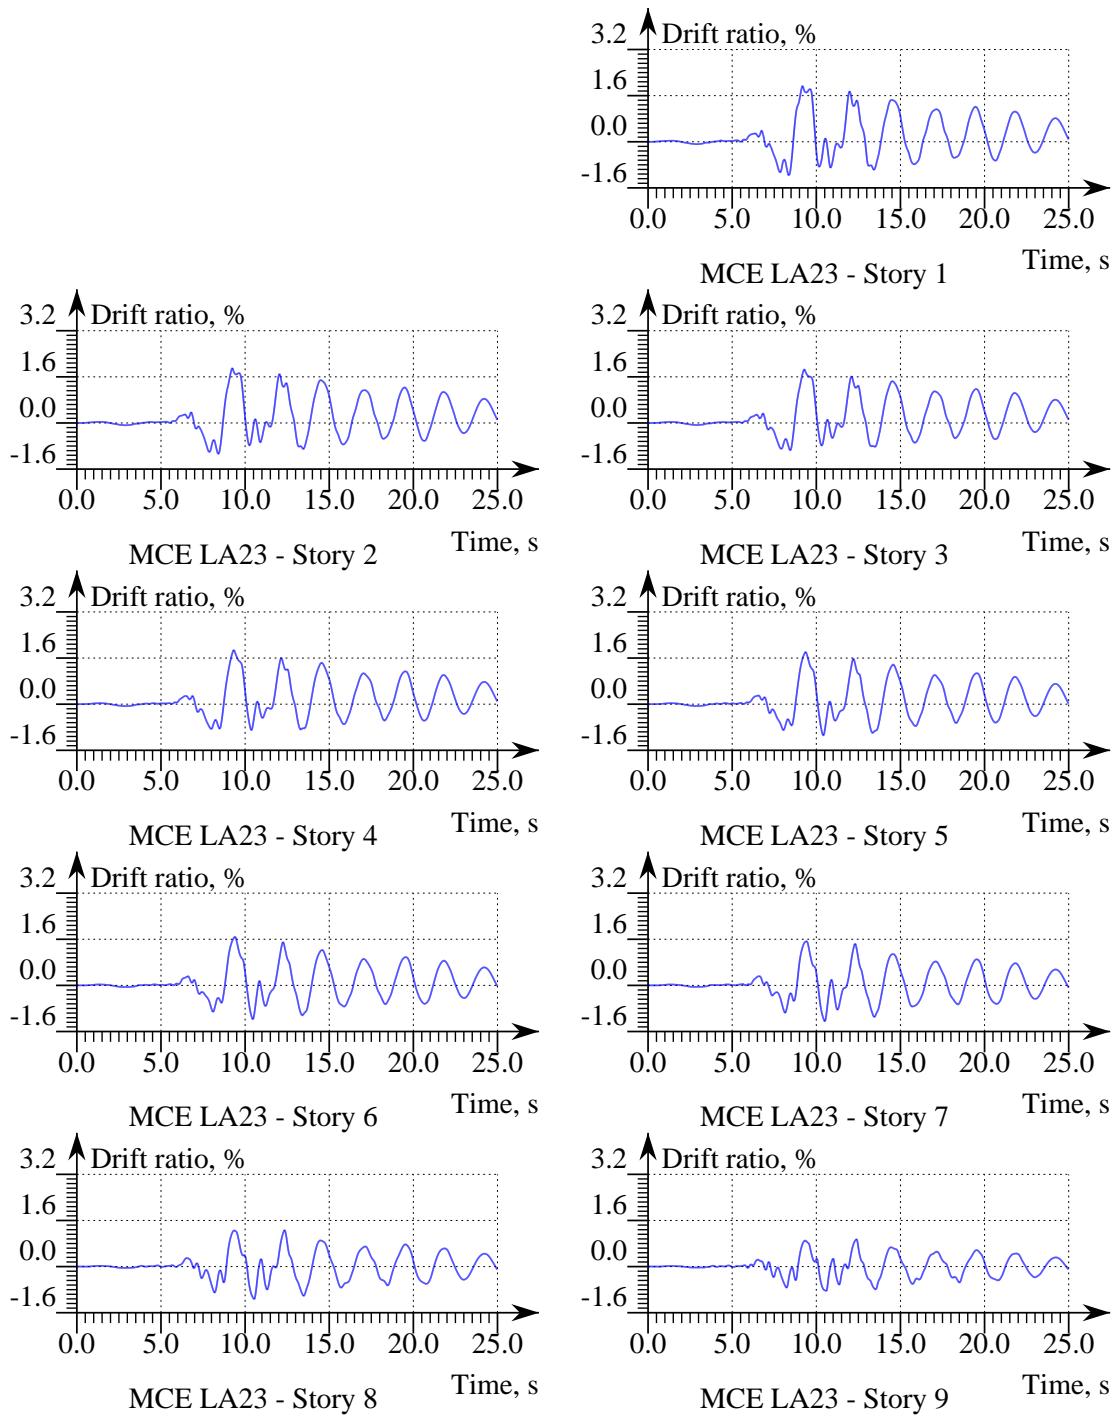 Drift ratio, %
3.2
1.6
0.0
-1.6
0.0 5.0 10.0 15.0 20.0 25.0
Time, s
MCE LA23 - Story 1
Drift ratio, %
3.2
1.6
0.0
-1.6
0.0 5.0 10.0 15.0 20.0 25.0
Time, s
MCE LA23 - Story 2
Drift ratio, %
3.2
1.6
0.0
-1.6
0.0 5.0 10.0 15.0 20.0 25.0
Time, s
MCE LA23 - Story 3
Drift ratio, %
3.2
1.6
0.0
-1.6
0.0 5.0 10.0 15.0 20.0 25.0
Time, s
MCE LA23 - Story 4
Drift ratio, %
3.2
1.6
0.0
-1.6
0.0 5.0 10.0 15.0 20.0 25.0
Time, s
MCE LA23 - Story 5
Drift ratio, %
3.2
1.6
0.0
-1.6
0.0 5.0 10.0 15.0 20.0 25.0
Time, s
MCE LA23 - Story 6
Drift ratio, %
3.2
1.6
0.0
-1.6
0.0 5.0 10.0 15.0 20.0 25.0
Time, s
MCE LA23 - Story 7
Drift ratio, %
3.2
1.6
0.0
-1.6
0.0 5.0 10.0 15.0 20.0 25.0
Time, s
MCE LA23 - Story 8
Drift ratio, %
3.2
1.6
0.0
-1.6
0.0 5.0 10.0 15.0 20.0 25.0
Time, s
MCE LA23 - Story 9